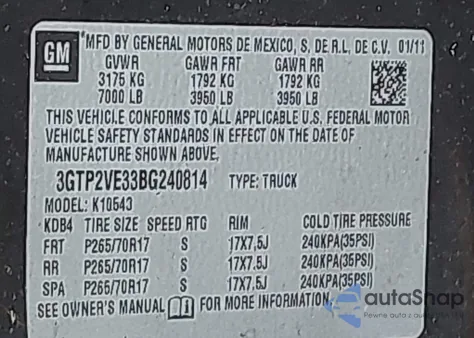 GM
*MFD BY GENERAL MOTORS DE MEXICO, S, DE R.L, DE C.V. 01/11
GVWR GAWR FRT GAWR RR
3175 KG 1792 KG 1792 KG
7000 LB 3950 LB 3950 LB
THIS VEHICLE CONFORMS TO ALL APPLICABLE U.S. FEDERAL MOTOR
VEHICLE SAFETY STANDARDS IN EFFECT ON THE DATE OF
MANUFACTURE SHOWN ABOVE.
3GTP2VE33BG240814 TYPE: TRUCK
MODEL: K10543
KDB4 TIRE SIZE SPEED RTG RIM COLD TIRE PRESSURE
FRT P265/70R17 S 17X7.5J 240KPA(35PSI)
RR P265/70R17 S 17X7.5J 240KPA(35PSI)
SPA P265/70R17 S 17X7.5J 240KPA(35PSI)
SEE OWNER'S MANUAL FOR MORE INFORMATION.
autaShap
Pewne auta z